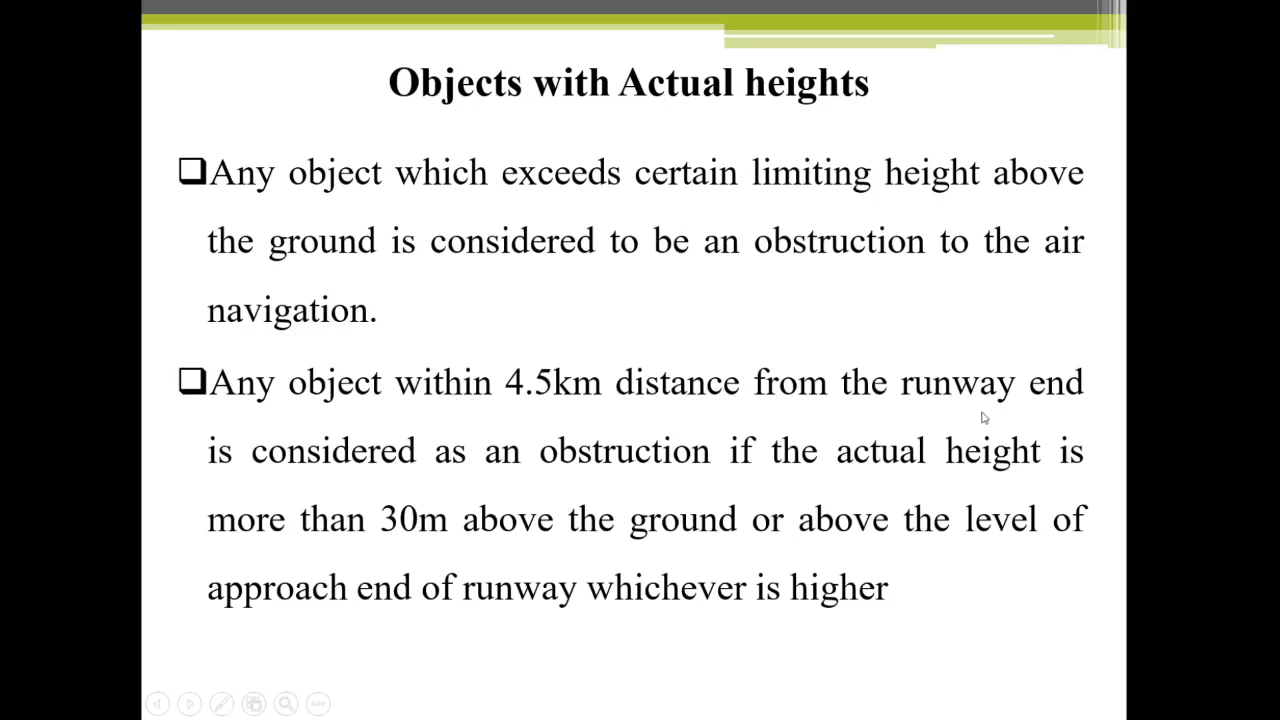 Objects with Actual heights
❑Any object which exceeds certain limiting height above
the ground is considered to be an obstruction to the air
navigation.
❑Any object within 4.5km distance from the runway end
is considered as an obstruction if the actual height is
more than 30m above the ground or above the level of
approach end of runway whichever is higher